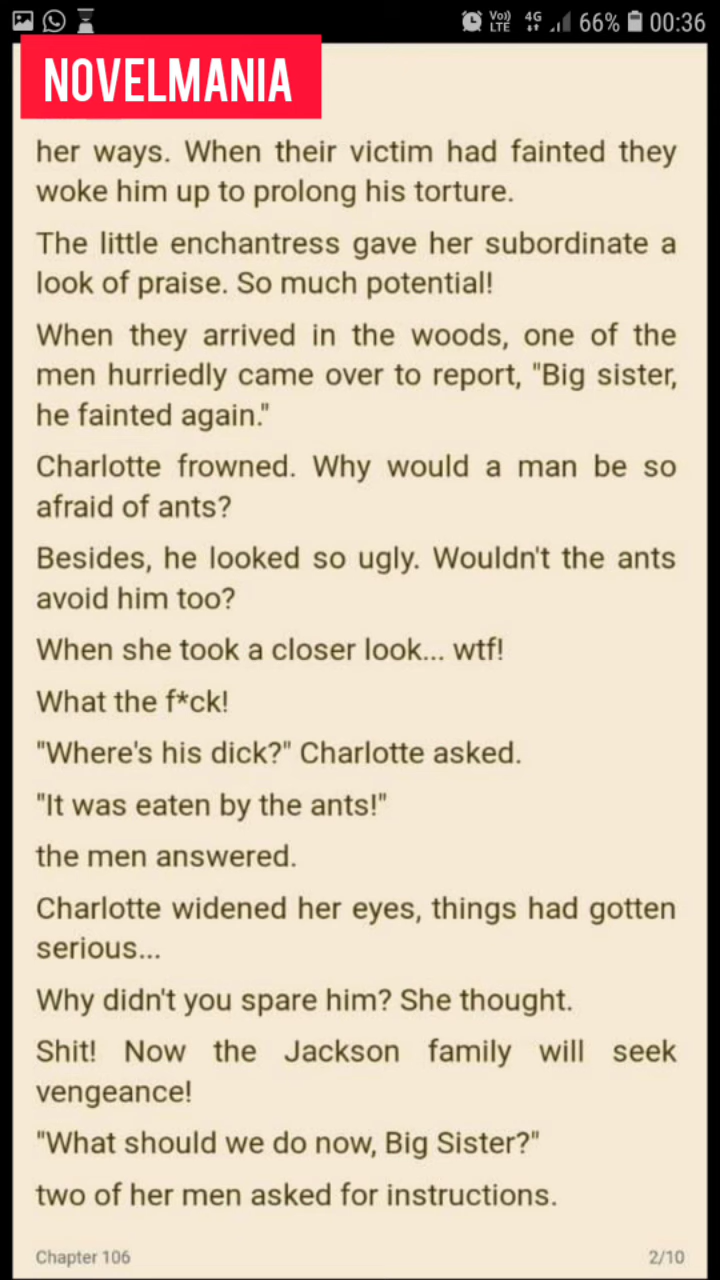 Vo))
LTE
4G
66%
00:36
NOVELMANIA
her ways. When their victim had fainted they
woke him up to prolong his torture.
The little enchantress gave her subordinate a
look of praise. So much potential!
When they arrived in the woods, one of the
men hurriedly came over to report, "Big sister,
he fainted again."
Charlotte frowned. Why would a man be so
afraid of ants?
Besides, he looked so ugly. Wouldn't the ants
avoid him too?
When she took a closer look... wtf!
What the f*ck!
"Where's his dick?" Charlotte asked.
"It was eaten by the ants!"
the men answered.
Charlotte widened her eyes, things had gotten
serious...
Why didn't you spare him? She thought.
Shit! Now the Jackson family will seek
vengeance!
"What should we do now, Big Sister?"
two of her men asked for instructions.
Chapter 106
2/10